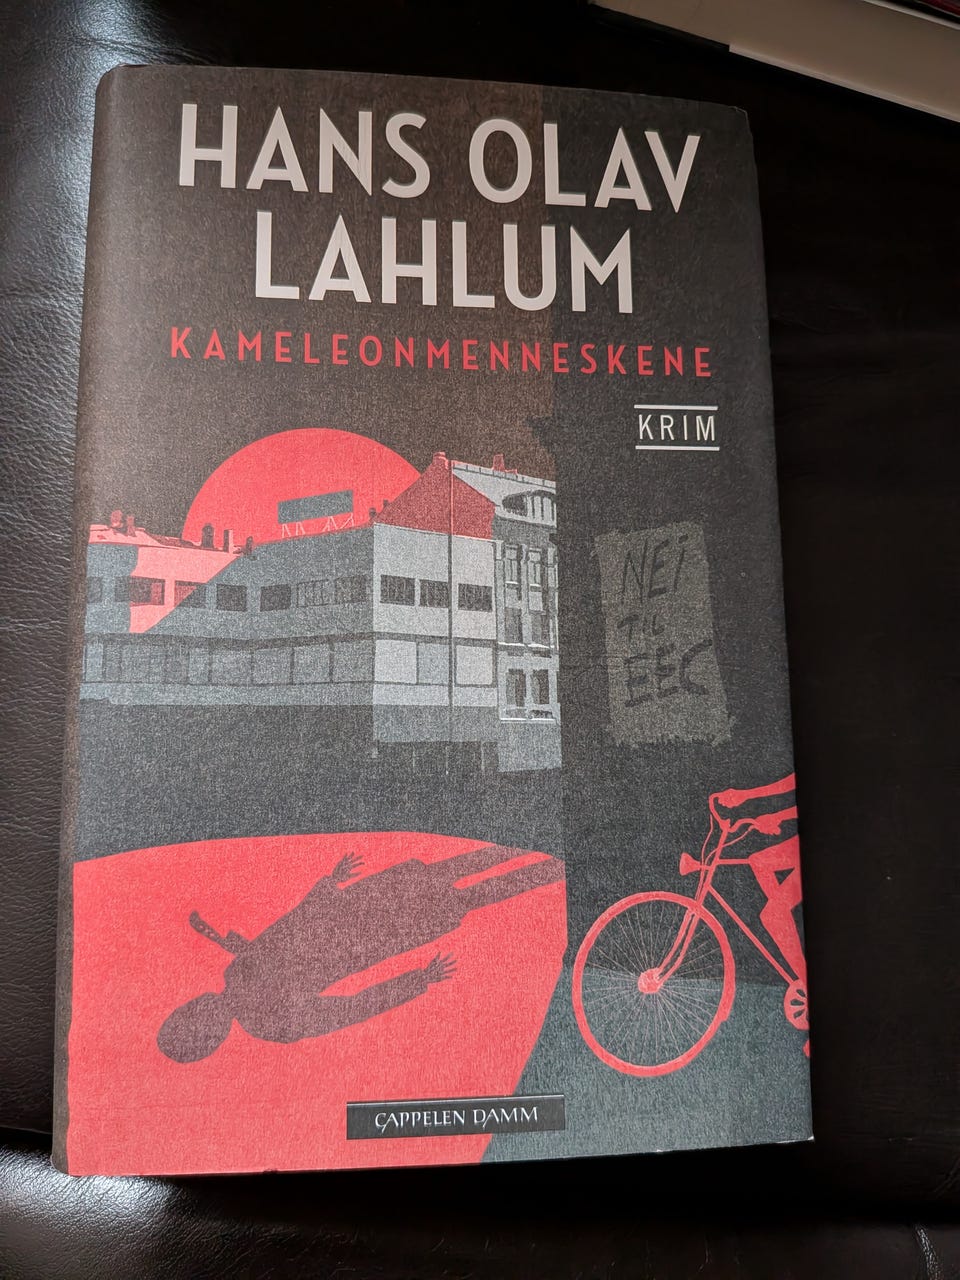 HANS OLAV
LAHLUM
KAMELEONMENNESKENE
KRIM
NEI
TIL
EEC
CAPPELEN DAMM